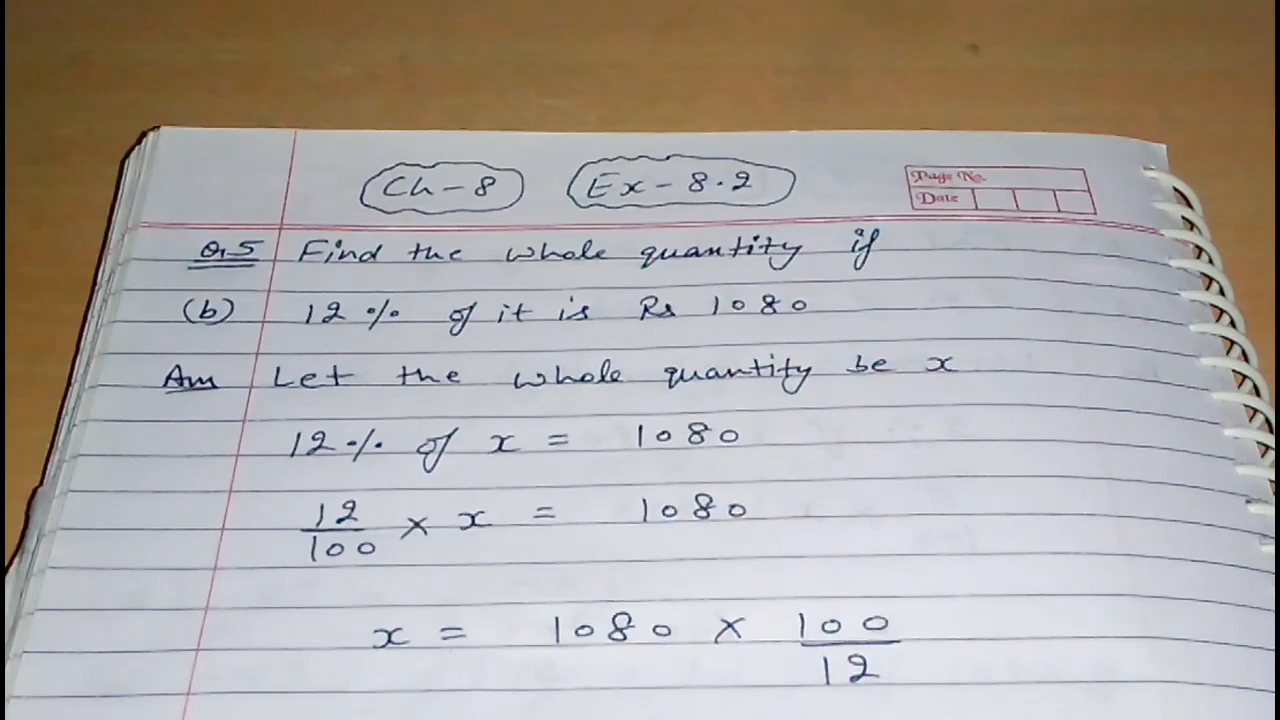 Ch-8 Ex-8.2
Page No.
Date
Q.5 Find the whole quantity if
(b) 12% of it is Rs 1080
Ans Let the whole quantity be x
12% of x = 1080
12/100 × x = 1080
x = 1080 × 100/12